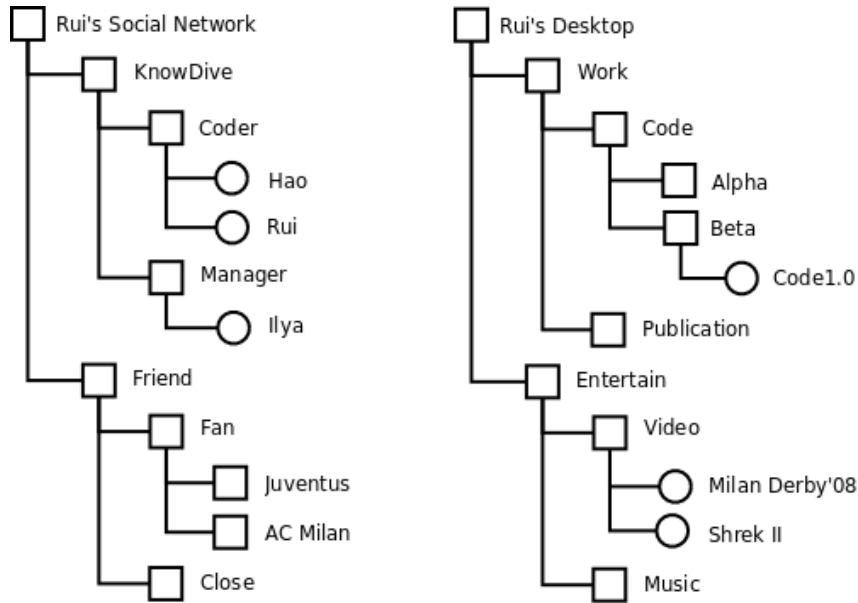 Rui's Social Network
KnowDive
Coder
Hao
Rui
Manager
Ilya
Friend
Fan
Juventus
AC Milan
Close
Rui's Desktop
Work
Code
Alpha
Beta
Code1.0
Publication
Entertain
Video
Milan Derby'08
Shrek II
Music